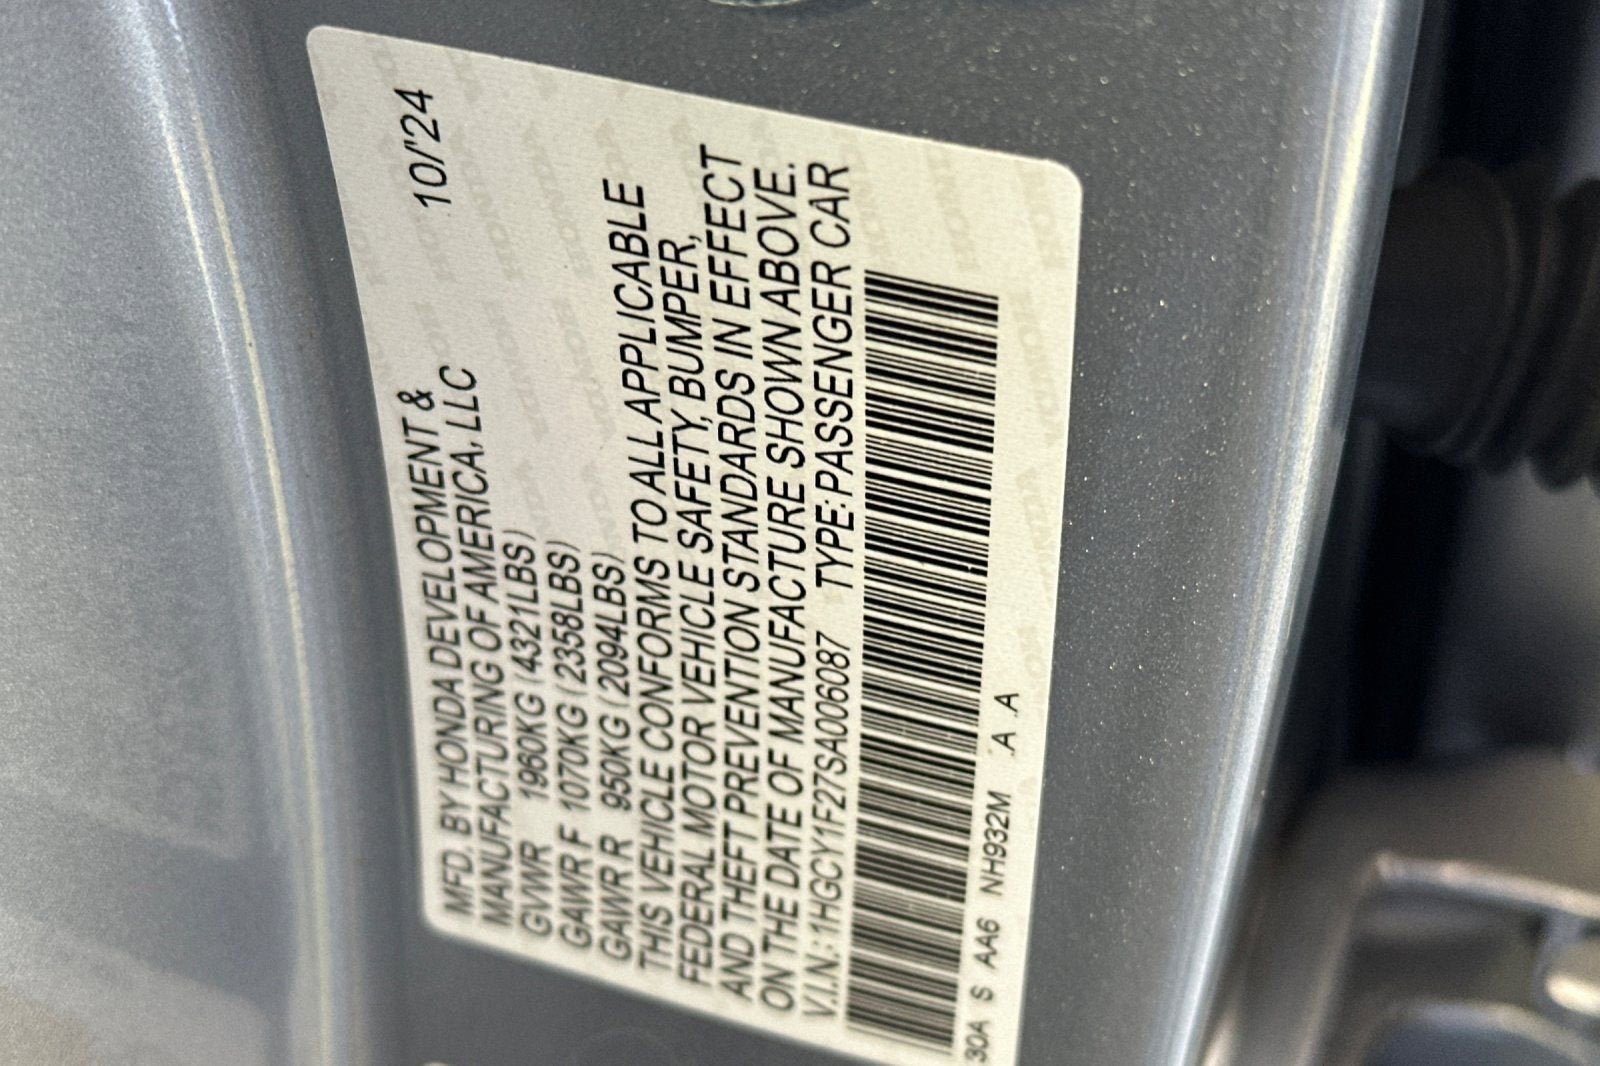 MFD. BY HONDA DEVELOPMENT & 10/'24
MANUFACTURING OF AMERICA, LLC
GVWR 1960KG (4321LBS)
GAWR F 1070KG (2358LBS)
GAWR R 950KG (2094LBS)
THIS VEHICLE CONFORMS TO ALL APPLICABLE
FEDERAL MOTOR VEHICLE SAFETY, BUMPER,
AND THEFT PREVENTION STANDARDS IN EFFECT
ON THE DATE OF MANUFACTURE SHOWN ABOVE.
V.I.N.: 1HGCY1F27SA006087 TYPE: PASSENGER CAR
30A S AA6 NH932M .A .A